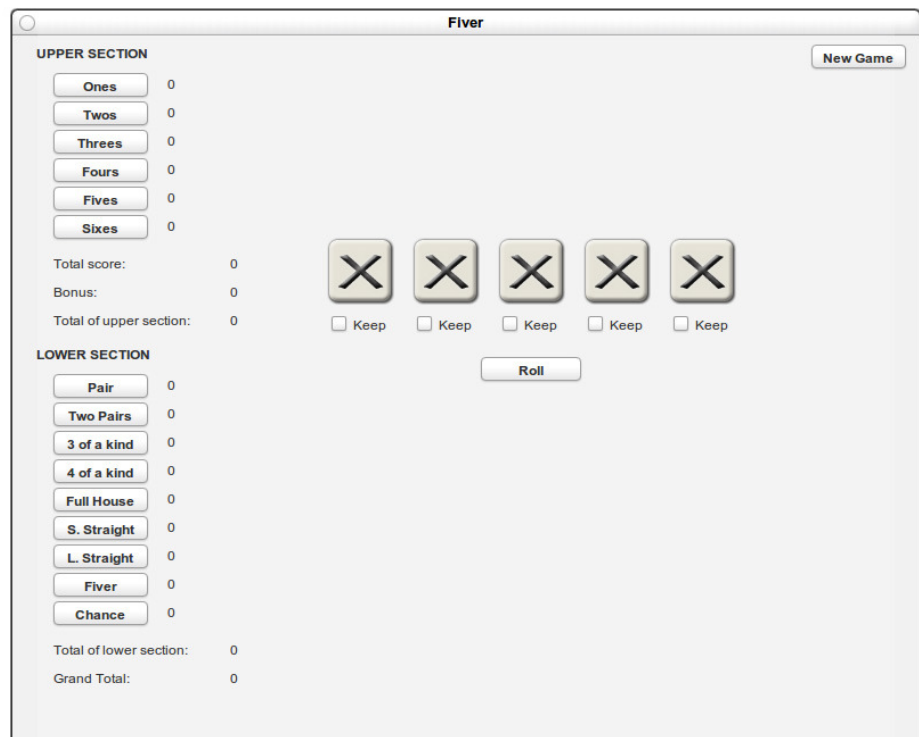 Fiver
UPPER SECTION
New Game
Ones 0
Twos 0
Threes 0
Fours 0
Fives 0
Sixes 0
Total score: 0
Bonus: 0
Total of upper section: 0
Keep Keep Keep Keep Keep
LOWER SECTION
Roll
Pair 0
Two Pairs 0
3 of a kind 0
4 of a kind 0
Full House 0
S. Straight 0
L. Straight 0
Fiver 0
Chance 0
Total of lower section: 0
Grand Total: 0